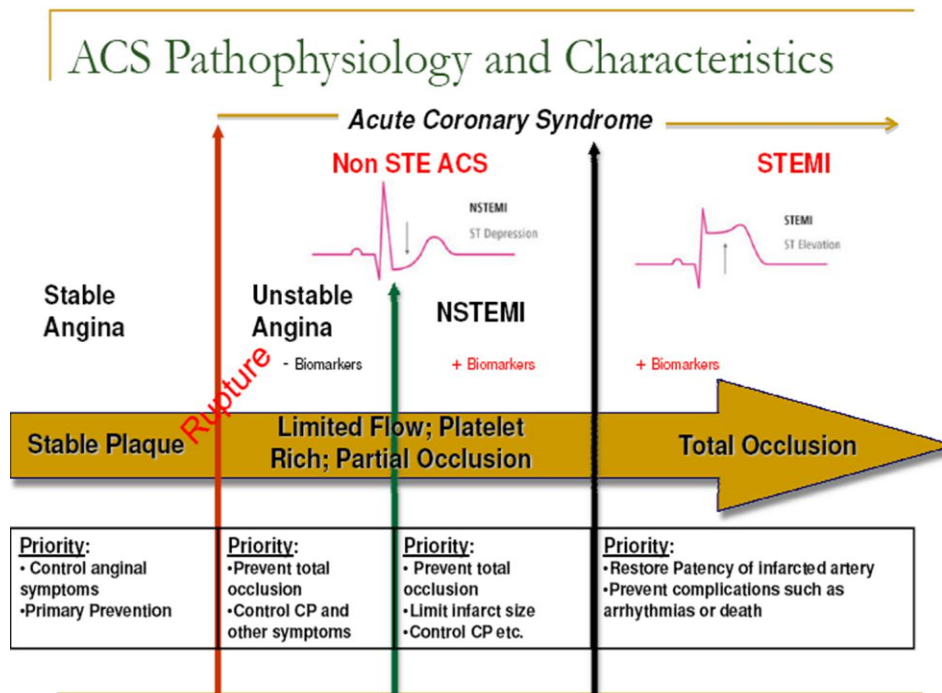 ACS Pathophysiology and Characteristics
Acute Coronary Syndrome
Non STE ACS
STEMI
NSTEMI
ST Depression
STEMI
ST Elevation
Stable
Angina
Unstable
Angina
NSTEMI
- Biomarkers
+ Biomarkers
+ Biomarkers
Rupture
Stable Plaque
Limited Flow; Platelet
Rich; Partial Occlusion
Total Occlusion
Priority:
• Control anginal
symptoms
•Primary Prevention
Priority:
•Prevent total
occlusion
•Control CP and
other symptoms
Priority:
• Prevent total
occlusion
•Limit infarct size
•Control CP etc.
Priority:
•Restore Patency of infarcted artery
•Prevent complications such as
arrhythmias or death